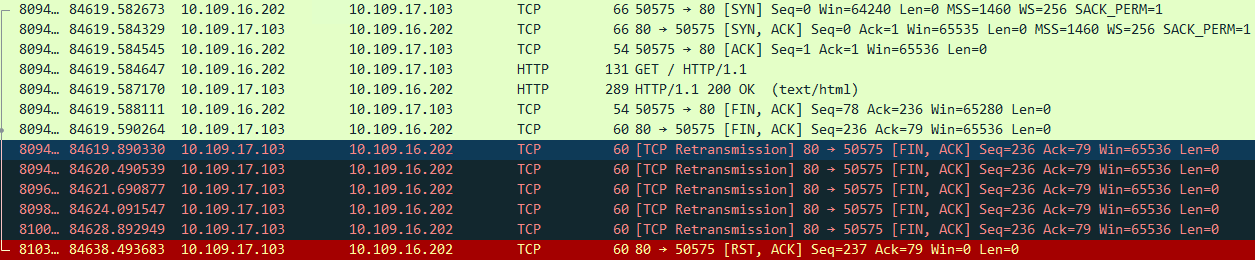 8094… 84619.582673 10.109.16.202 10.109.17.103 TCP 66 50575 → 80 [SYN] Seq=0 Win=64240 Len=0 MSS=1460 WS=256 SACK_PERM=1
8094… 84619.584329 10.109.17.103 10.109.16.202 TCP 66 80 → 50575 [SYN, ACK] Seq=0 Ack=1 Win=65535 Len=0 MSS=1460 WS=256 SACK_PERM=1
8094… 84619.584545 10.109.16.202 10.109.17.103 TCP 54 50575 → 80 [ACK] Seq=1 Ack=1 Win=65536 Len=0
8094… 84619.584647 10.109.16.202 10.109.17.103 HTTP 131 GET / HTTP/1.1
8094… 84619.587170 10.109.17.103 10.109.16.202 HTTP 289 HTTP/1.1 200 OK (text/html)
8094… 84619.588111 10.109.16.202 10.109.17.103 TCP 54 50575 → 80 [FIN, ACK] Seq=78 Ack=236 Win=65280 Len=0
8094… 84619.590264 10.109.17.103 10.109.16.202 TCP 60 80 → 50575 [FIN, ACK] Seq=236 Ack=79 Win=65536 Len=0
8094… 84619.890330 10.109.17.103 10.109.16.202 TCP 60 [TCP Retransmission] 80 → 50575 [FIN, ACK] Seq=236 Ack=79 Win=65536 Len=0
8094… 84620.490539 10.109.17.103 10.109.16.202 TCP 60 [TCP Retransmission] 80 → 50575 [FIN, ACK] Seq=236 Ack=79 Win=65536 Len=0
8096… 84621.690877 10.109.17.103 10.109.16.202 TCP 60 [TCP Retransmission] 80 → 50575 [FIN, ACK] Seq=236 Ack=79 Win=65536 Len=0
8098… 84624.091547 10.109.17.103 10.109.16.202 TCP 60 [TCP Retransmission] 80 → 50575 [FIN, ACK] Seq=236 Ack=79 Win=65536 Len=0
8100… 84628.892949 10.109.17.103 10.109.16.202 TCP 60 [TCP Retransmission] 80 → 50575 [FIN, ACK] Seq=236 Ack=79 Win=65536 Len=0
8103… 84638.493683 10.109.17.103 10.109.16.202 TCP 60 80 → 50575 [RST, ACK] Seq=237 Ack=79 Win=0 Len=0